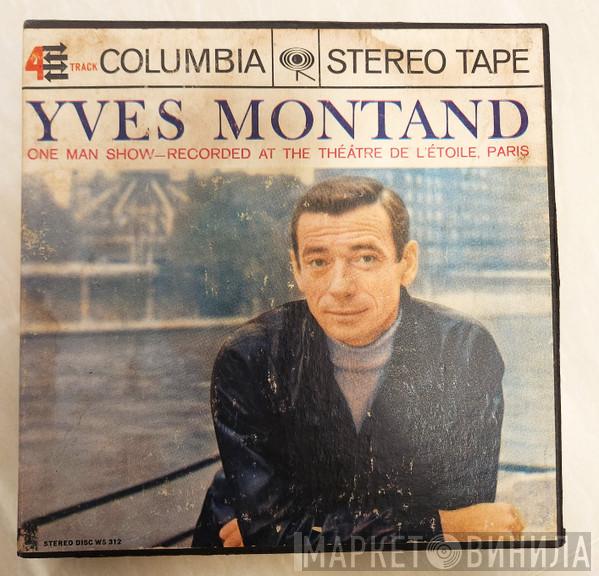 4 TRACK COLUMBIA STEREO TAPE
YVES MONTAND
ONE MAN SHOW—RECORDED AT THE THÉÂTRE DE L'ÉTOILE, PARIS
STEREO DISC WS 312
МАРКЕТ ВИНИЛА